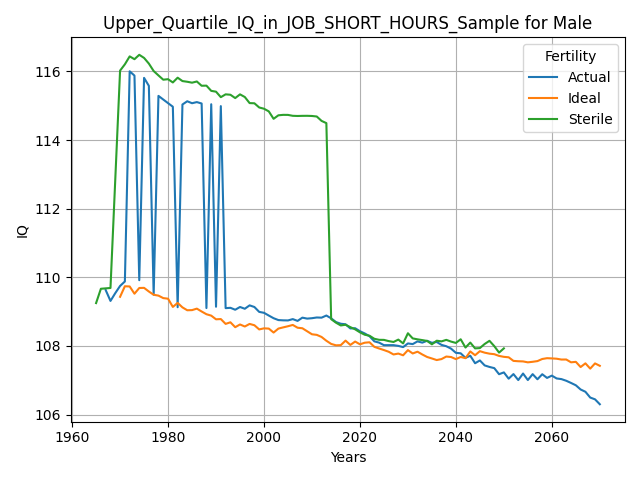 Upper_Quartile_IQ_in_JOB_SHORT_HOURS_Sample for Male
Fertility
Actual
Ideal
Sterile
IQ
116
114
112
110
108
106
1960
1980
2000
2020
2040
2060
Years